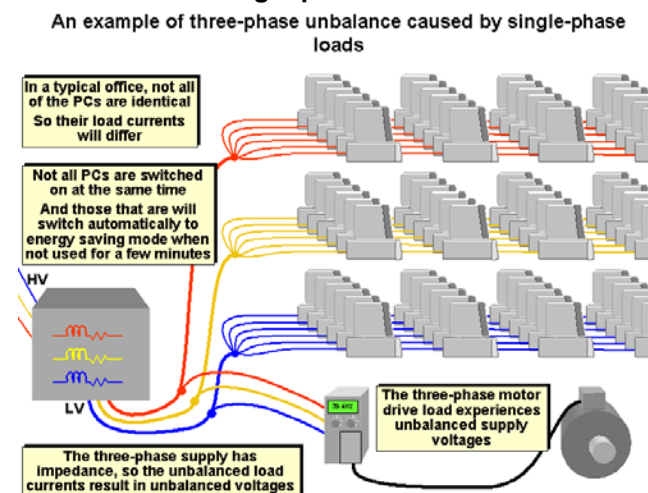 An example of three-phase unbalance caused by single-phase
loads
In a typical office, not all
of the PCs are identical
So their load currents
will differ
Not all PCs are switched
on at the same time
And those that are will
switch automatically to
energy saving mode when
not used for a few minutes
HV
LV
The three-phase motor
drive load experiences
unbalanced supply
voltages
The three-phase supply has
impedance, so the unbalanced load
currents result in unbalanced voltages